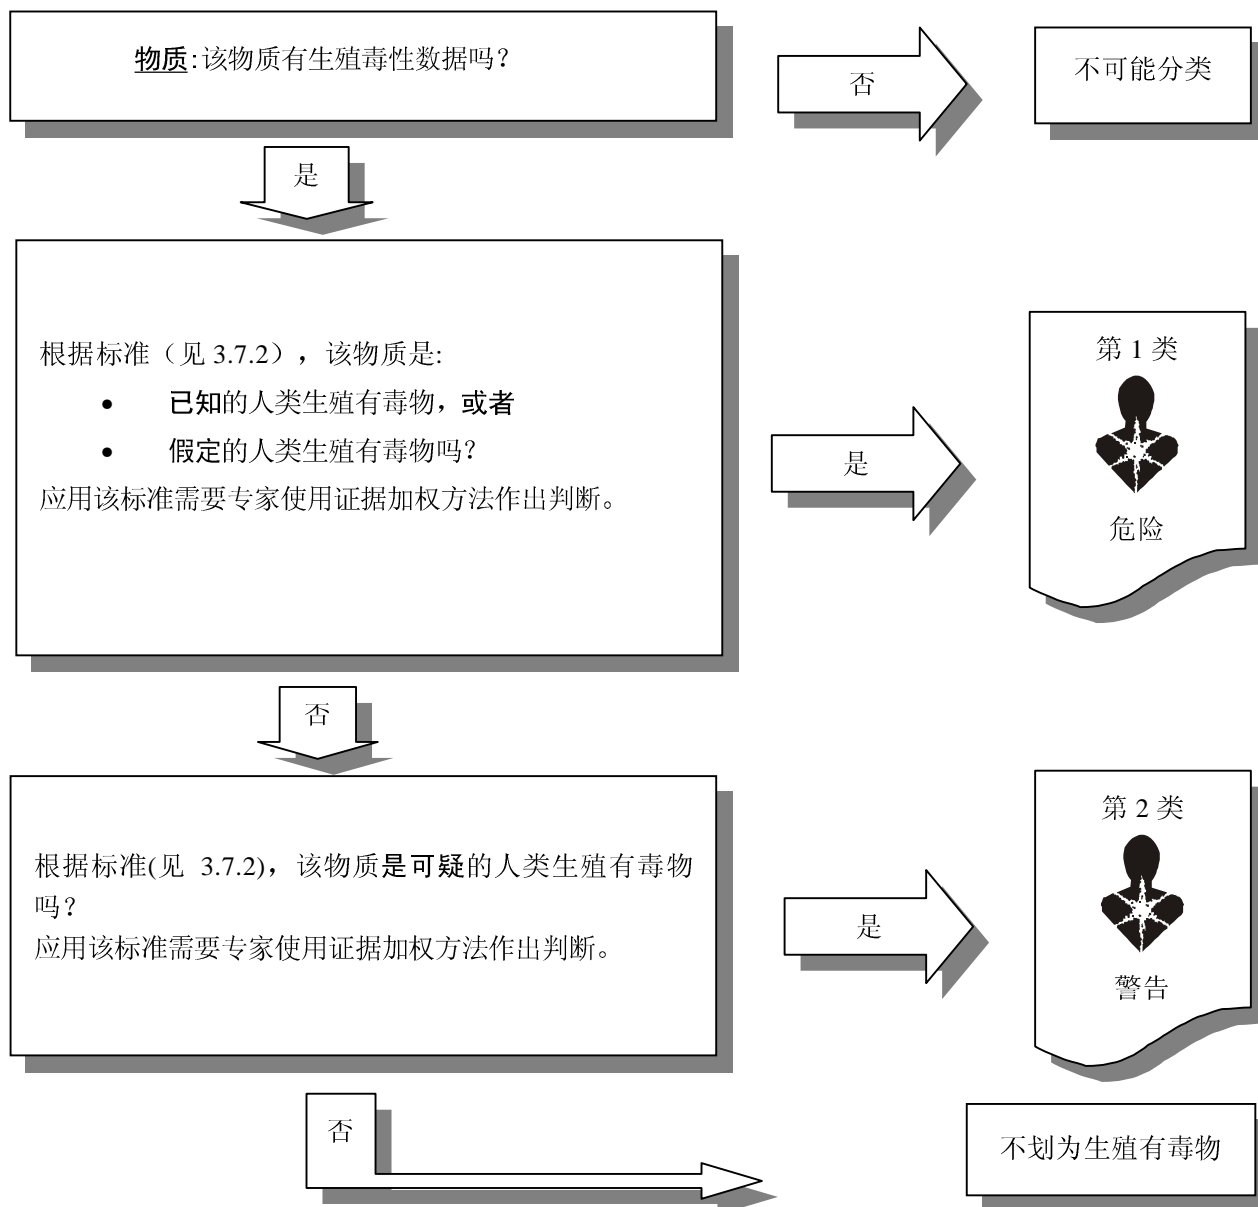 物质:该物质有生殖毒性数据吗?
否
不可能分类
是
根据标准（见 3.7.2），该物质是:
• 已知的人类生殖有毒物，或者
• 假定的人类生殖有毒物吗?
应用该标准需要专家使用证据加权方法作出判断。
是
第 1 类
危险
否
根据标准(见 3.7.2)，该物质是可疑的人类生殖有毒物
吗?
应用该标准需要专家使用证据加权方法作出判断。
是
第 2 类
警告
否
不划为生殖有毒物